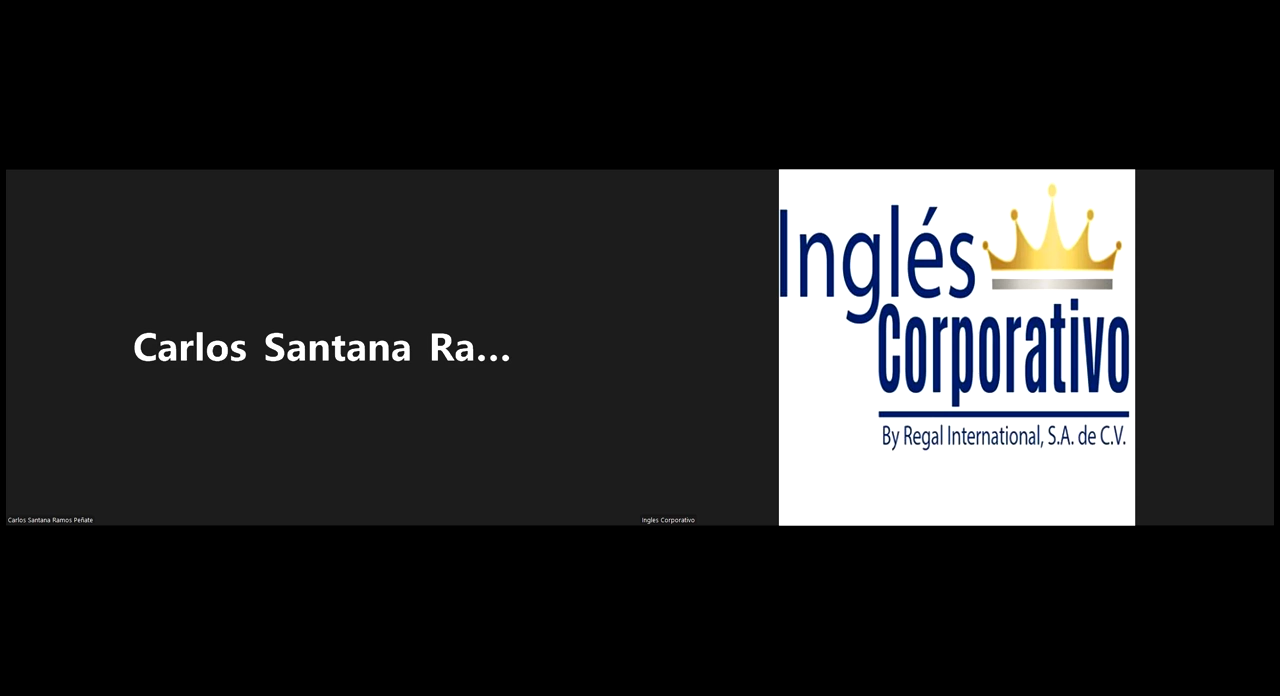 Carlos Santana Ra...
Inglés
Corporativo
By Regal International, S.A. de C.V.
Carlos Santana Ramos Peñate
Ingles Corporativo